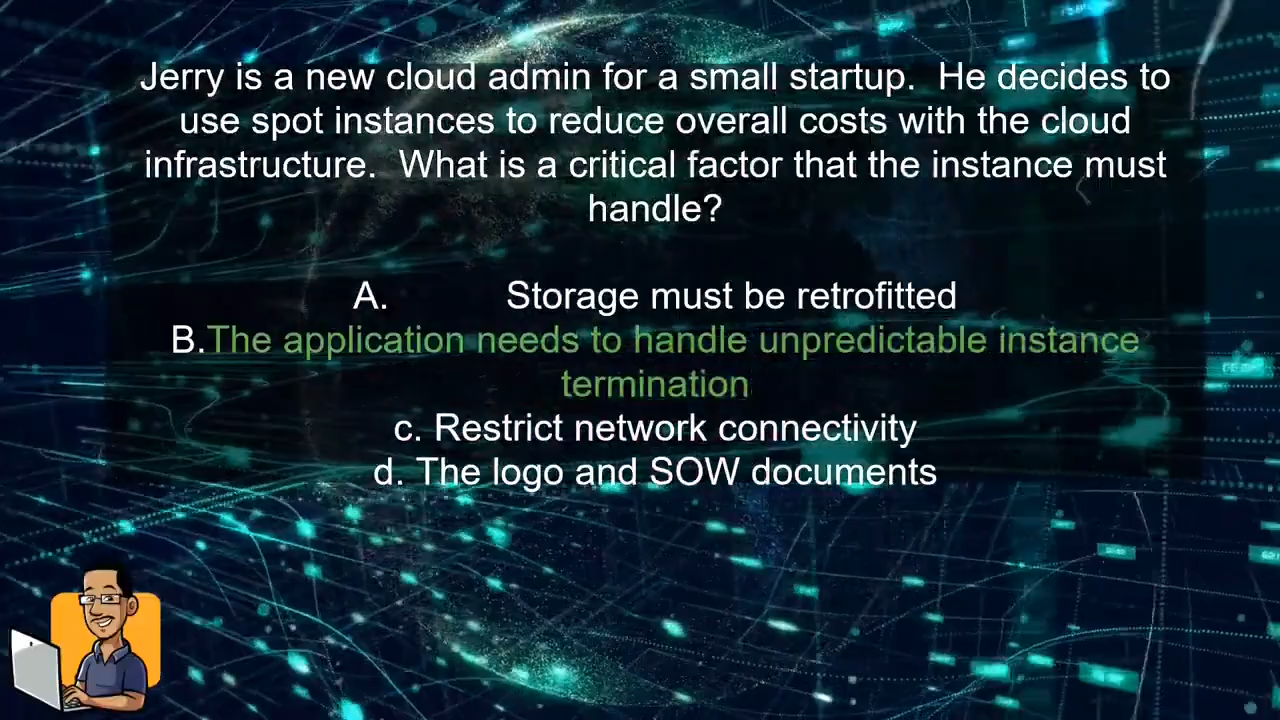 Jerry is a new cloud admin for a small startup.  He decides to
use spot instances to reduce overall costs with the cloud
infrastructure.  What is a critical factor that the instance must
handle?
A. Storage must be retrofitted
B.The application needs to handle unpredictable instance
termination
c. Restrict network connectivity
d. The logo and SOW documents